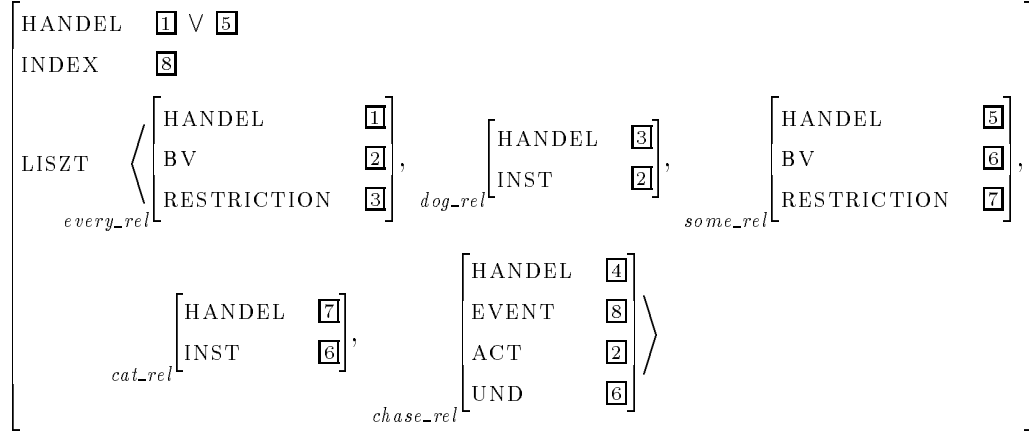 HANDEL 1 ∨ 5
INDEX 8
HANDEL 1
BV 2
RESTRICTION 3
every_rel
,
HANDEL 3
INST 2
dog_rel
,
HANDEL 5
BV 6
RESTRICTION 7
some_rel
,
LISZT
HANDEL 7
INST 6
cat_rel
,
HANDEL 4
EVENT 8
ACT 2
UND 6
chase_rel